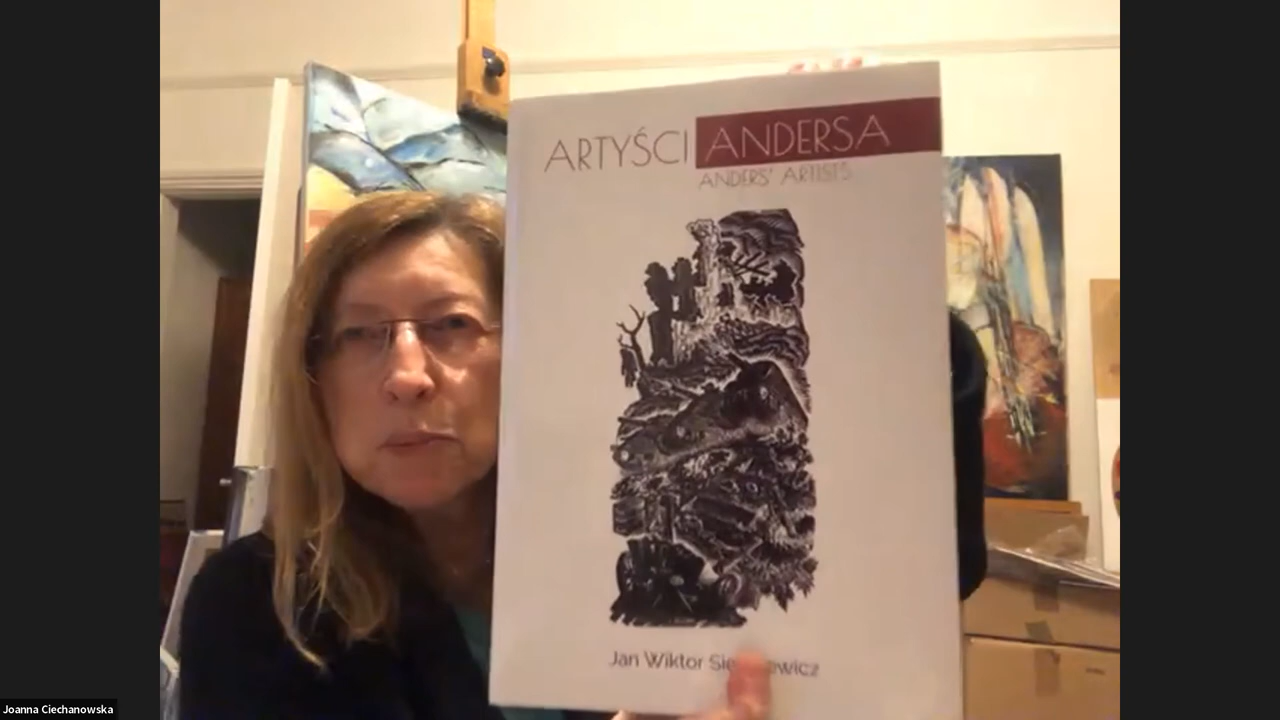 ARTYŚCI ANDERSA
ANDERS' ARTISTS
Jan Wiktor
Joanna Ciechanowska